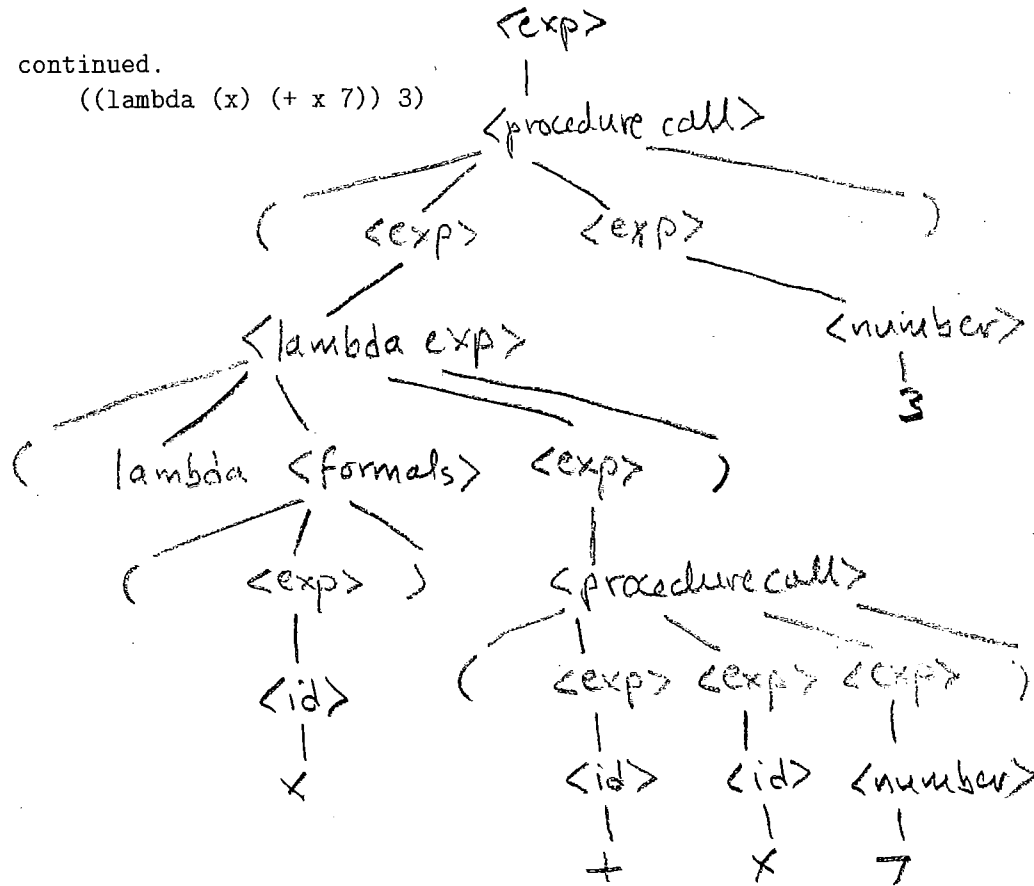 <exp>
continued.
((lambda (x) (+ x 7)) 3)
<procedure call>
( <exp> <exp> )
<lambda exp> <number>
3
( lambda <formals> <exp> )
( <exp> ) <procedure call>
<id> ( <exp> <exp> <exp> )
x <id> <id> <number>
+ x 7